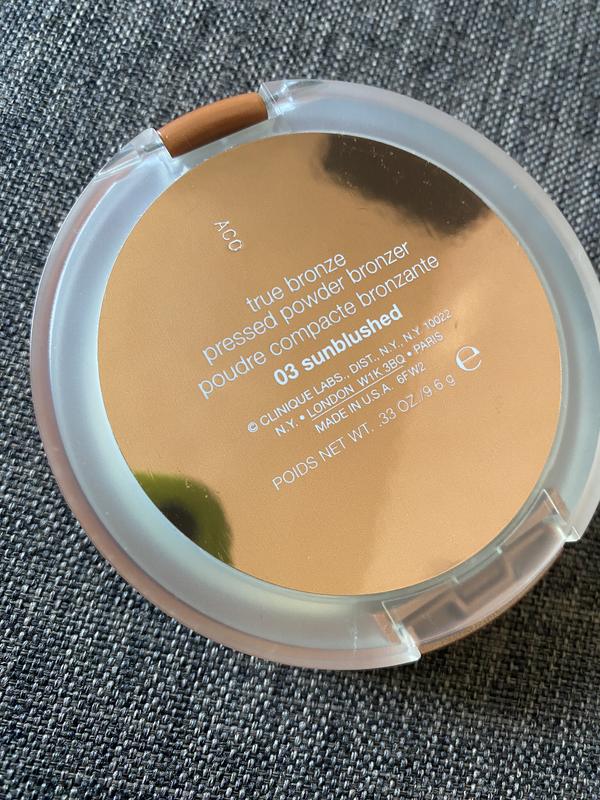 AC0
true bronze
pressed powder bronzer
poudre compacte bronzante
03 sunblushed
© CLINIQUE LABS., DIST., N.Y., N.Y. 10022
N.Y. • LONDON W1K 3BQ • PARIS
MADE IN U.S.A. 6FW2
POIDS NET WT. .33 OZ./9.6 g ℮